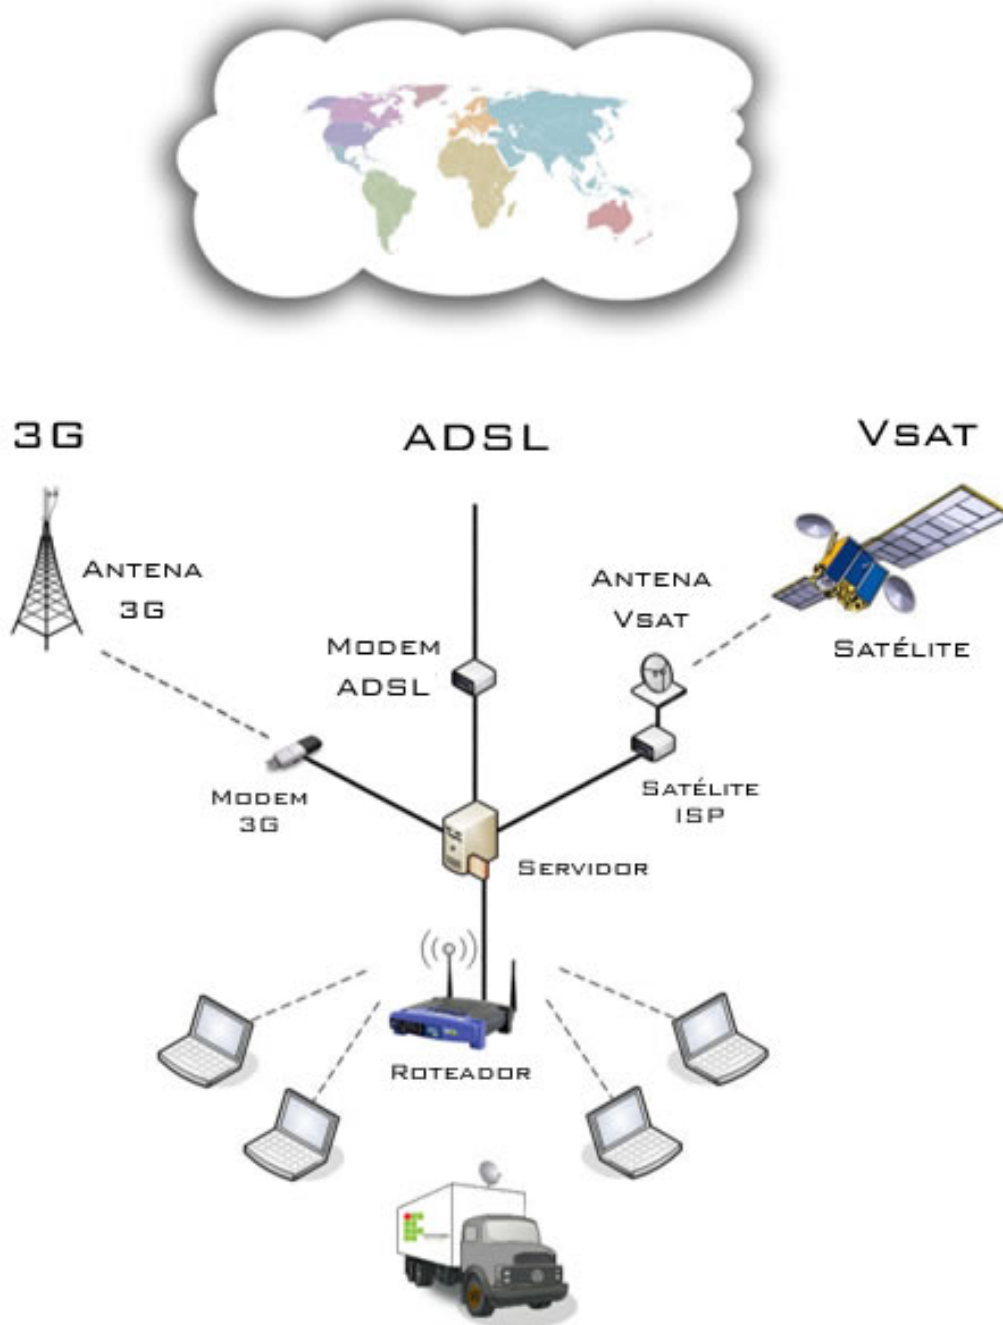 3G
ADSL
VSAT
ANTENA
3G
ANTENA
VSAT
MODEM
ADSL
SATÉLITE
MODEM
3G
SATÉLITE
ISP
SERVIDOR
ROTEADOR